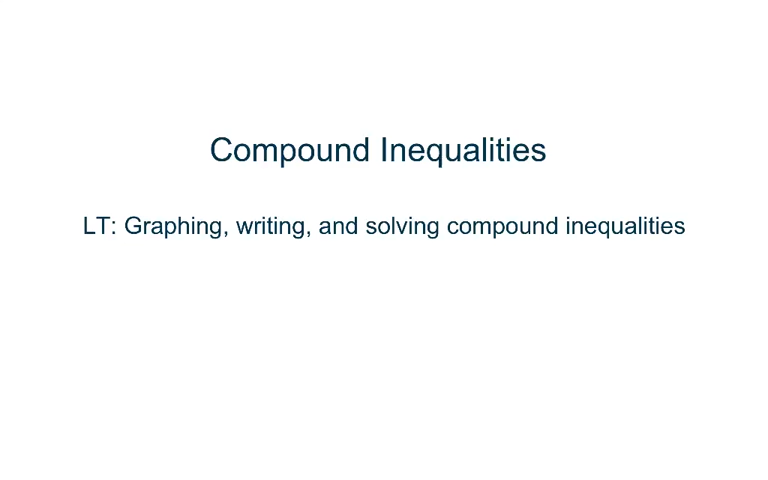 Compound Inequalities
LT: Graphing, writing, and solving compound inequalities